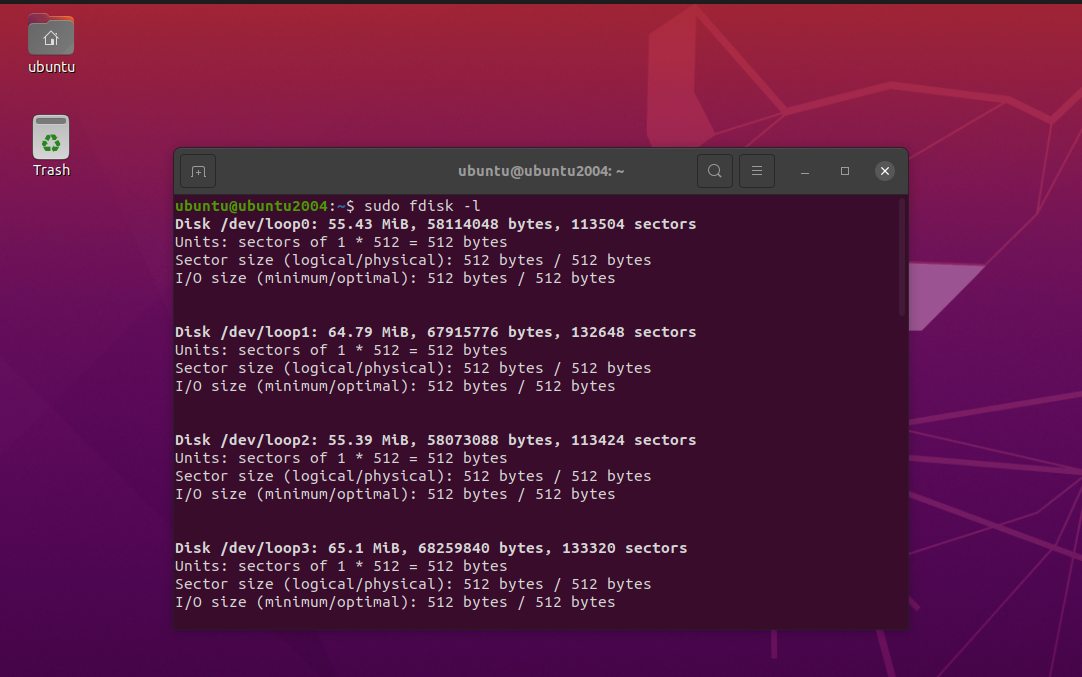 ubuntu
Trash
ubuntu@ubuntu2004: ~
ubuntu@ubuntu2004:~$ sudo fdisk -l
Disk /dev/loop0: 55.43 MiB, 58114048 bytes, 113504 sectors
Units: sectors of 1 * 512 = 512 bytes
Sector size (logical/physical): 512 bytes / 512 bytes
I/O size (minimum/optimal): 512 bytes / 512 bytes
Disk /dev/loop1: 64.79 MiB, 67915776 bytes, 132648 sectors
Units: sectors of 1 * 512 = 512 bytes
Sector size (logical/physical): 512 bytes / 512 bytes
I/O size (minimum/optimal): 512 bytes / 512 bytes
Disk /dev/loop2: 55.39 MiB, 58073088 bytes, 113424 sectors
Units: sectors of 1 * 512 = 512 bytes
Sector size (logical/physical): 512 bytes / 512 bytes
I/O size (minimum/optimal): 512 bytes / 512 bytes
Disk /dev/loop3: 65.1 MiB, 68259840 bytes, 133320 sectors
Units: sectors of 1 * 512 = 512 bytes
Sector size (logical/physical): 512 bytes / 512 bytes
I/O size (minimum/optimal): 512 bytes / 512 bytes